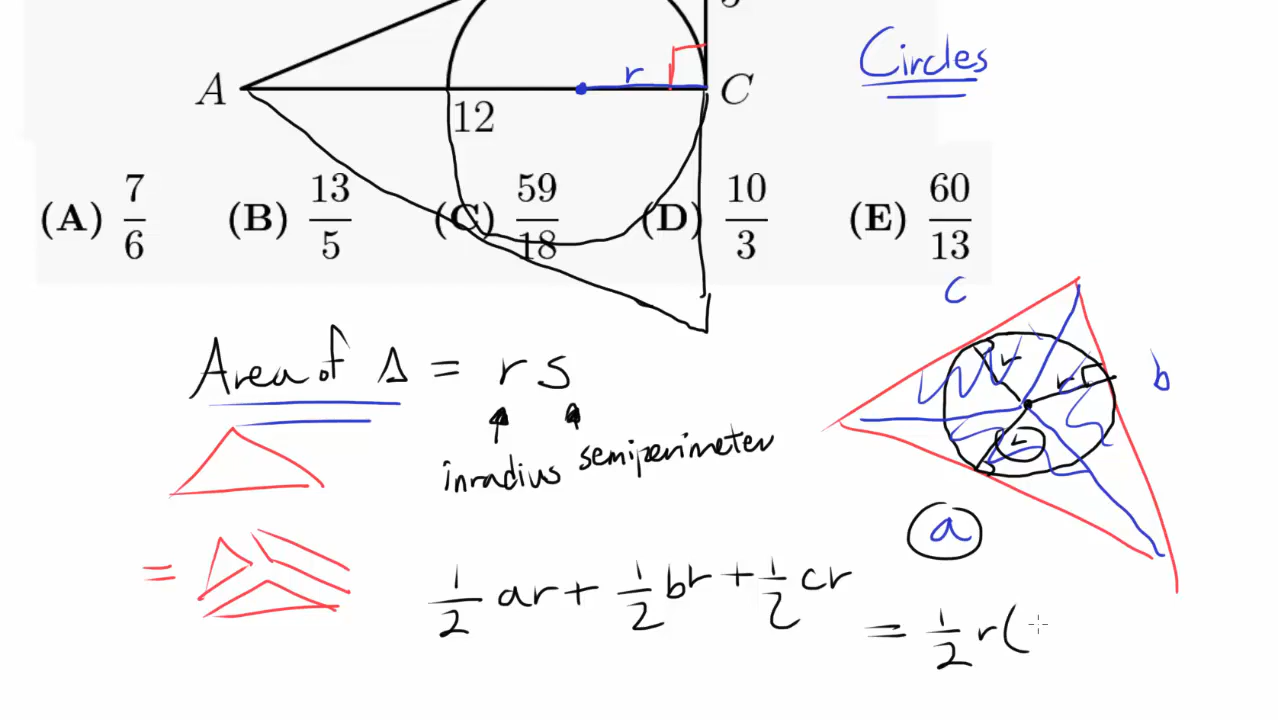 5
Circles
A
r
C
12
(A) 7/6 (B) 13/5 (C) 59/18 (D) 10/3 (E) 60/13
c
b
r
r
r
a
Area of Δ = r s
inradius semiperimeter
=
1/2 ar + 1/2 br + 1/2 cr
= 1/2 r(